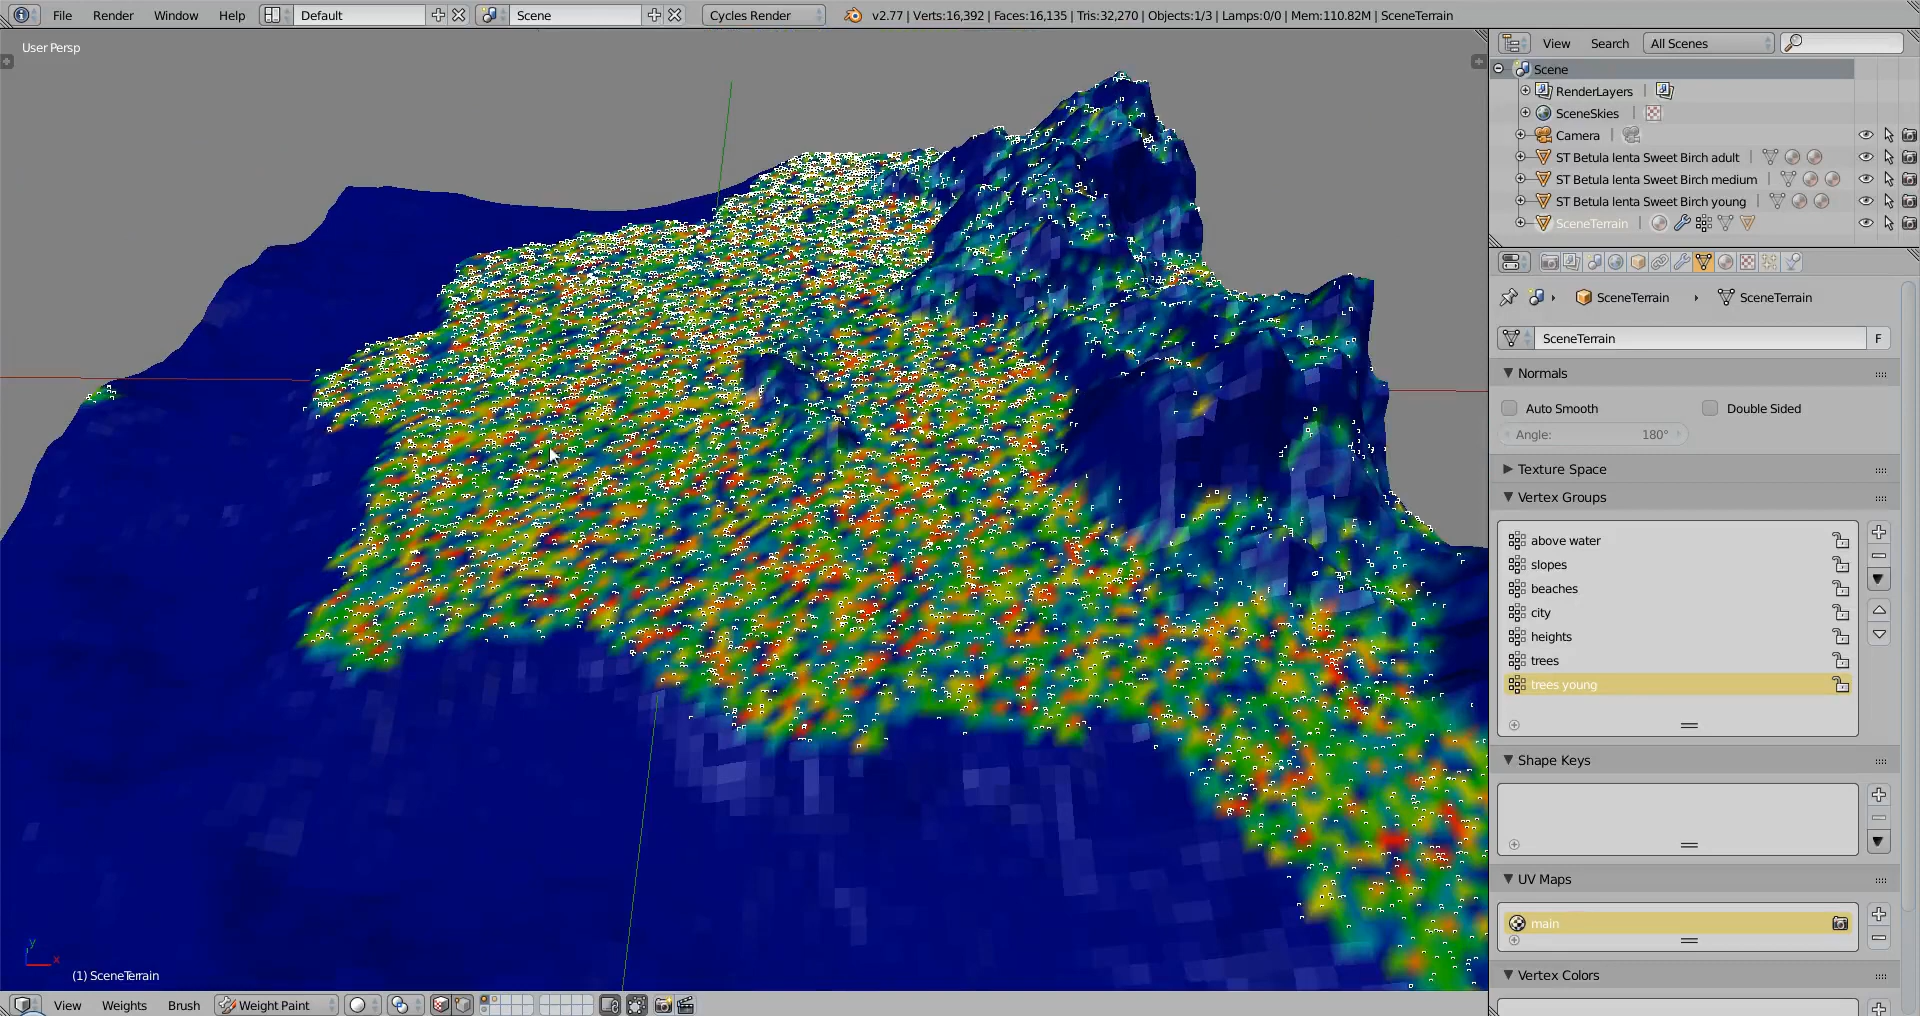 File Render Window Help Default Scene Cycles Render v2.77 | Verts:16,392 | Faces:16,135 | Tris:32,270 | Objects:1/3 | Lamps:0/0 | Mem:110.82M | SceneTerrain
User Persp
View Search All Scenes
Scene
RenderLayers
SceneSkies
Camera
ST Betula lenta Sweet Birch adult
ST Betula lenta Sweet Birch medium
ST Betula lenta Sweet Birch young
SceneTerrain
SceneTerrain SceneTerrain
SceneTerrain F
Normals
Auto Smooth Double Sided
Angle: 180°
Texture Space
Vertex Groups
above water
slopes
beaches
city
heights
trees
trees young
Shape Keys
UV Maps
main
Vertex Colors
y
x
(1) SceneTerrain
View Weights Brush Weight Paint